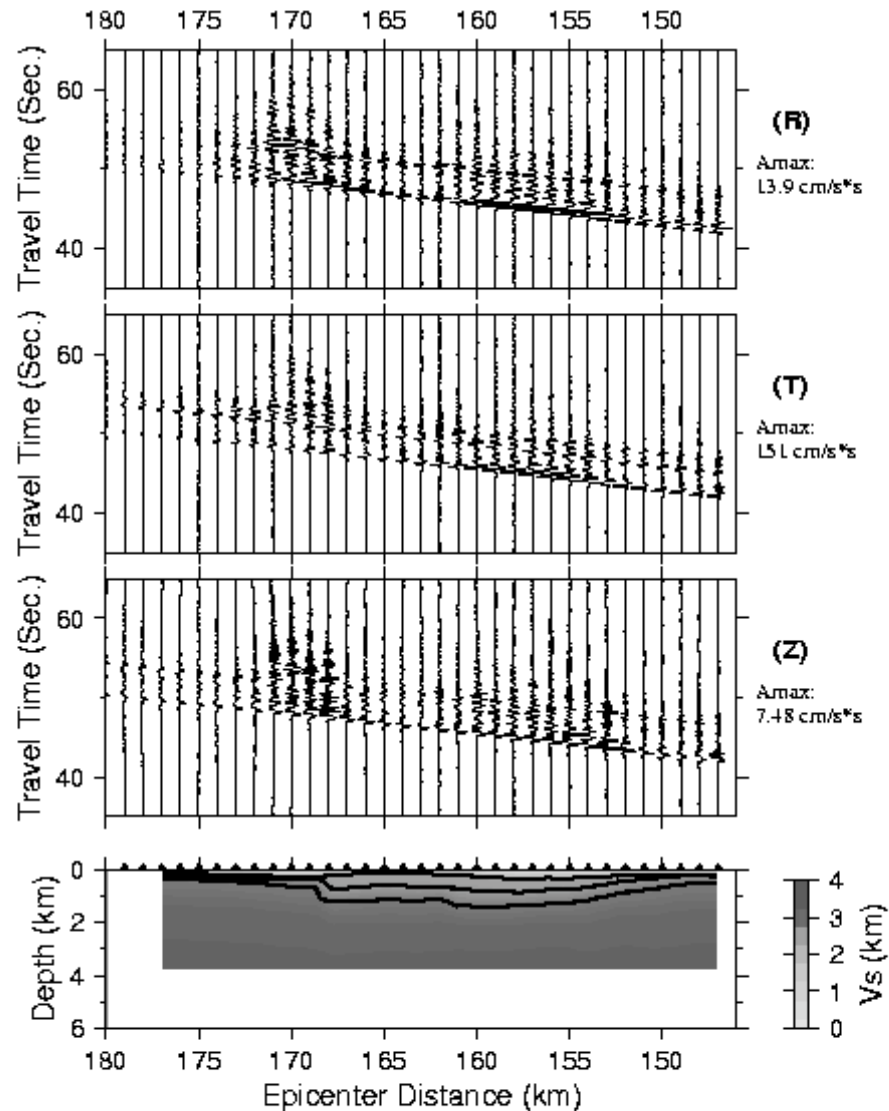 180 175 170 165 160 155 150
Travel Time (Sec.)
60
40
(R)
Amax:
13.9 cm/s*s
Travel Time (Sec.)
60
40
(T)
Amax:
151 cm/s*s
Travel Time (Sec.)
60
40
(Z)
Amax:
7.48 cm/s*s
Depth (km)
0
2
4
6
4
3
2
1
0
Vs (km)
180 175 170 165 160 155 150
Epicenter Distance (km)